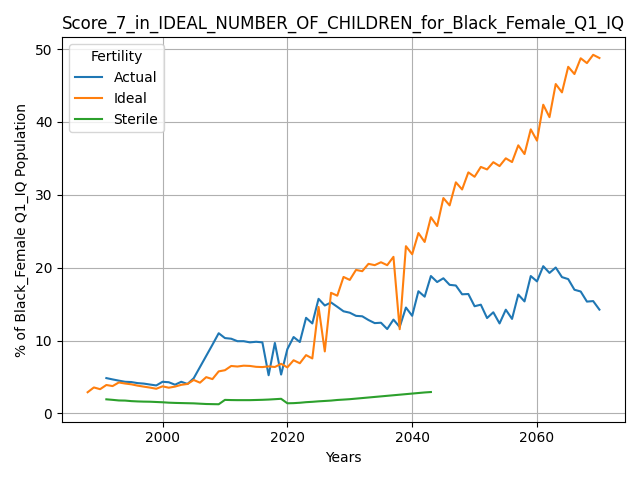 Score_7_in_IDEAL_NUMBER_OF_CHILDREN_for_Black_Female_Q1_IQ
Fertility
Actual
Ideal
Sterile
% of Black_Female Q1_IQ Population
50
40
30
20
10
0
2000
2020
2040
2060
Years